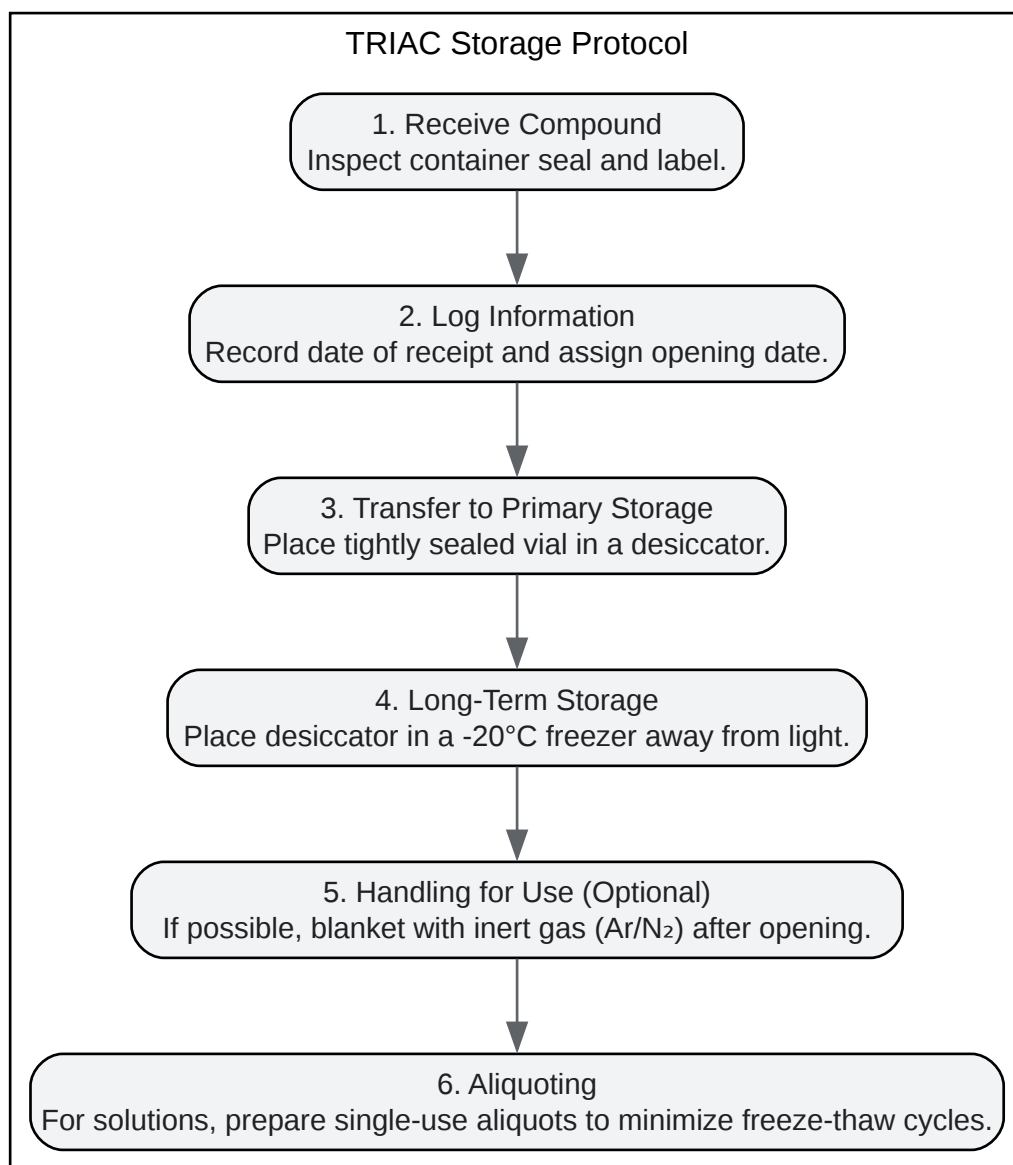 TRIAC Storage Protocol
1. Receive Compound
Inspect container seal and label.
2. Log Information
Record date of receipt and assign opening date.
3. Transfer to Primary Storage
Place tightly sealed vial in a desiccator.
4. Long-Term Storage
Place desiccator in a -20°C freezer away from light.
5. Handling for Use (Optional)
If possible, blanket with inert gas (Ar/N₂) after opening.
6. Aliquoting
For solutions, prepare single-use aliquots to minimize freeze-thaw cycles.